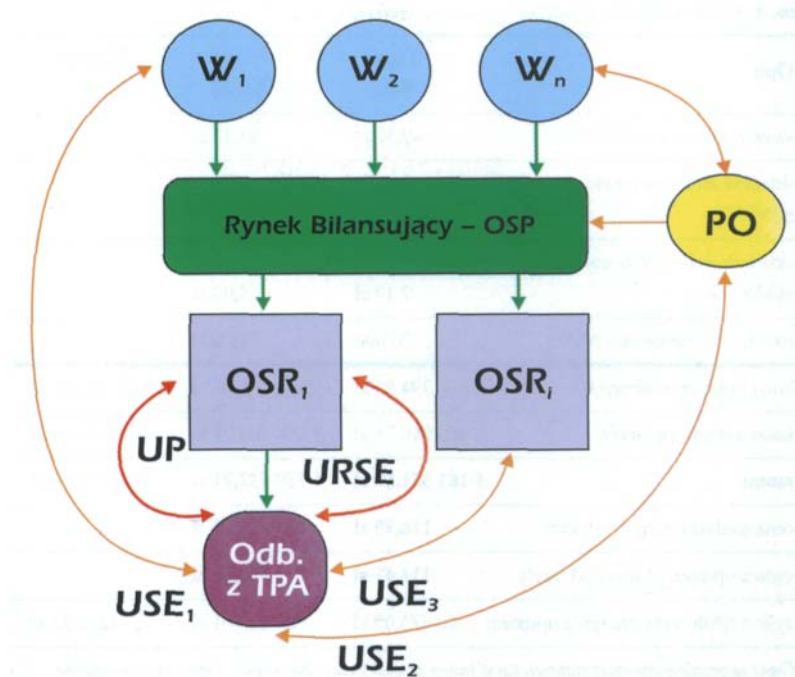 W1
W2
Wn
Rynek Bilansujący – OSP
PO
OSR1
OSRi
UP
URSE
Odb.
z TPA
USE1
USE3
USE2